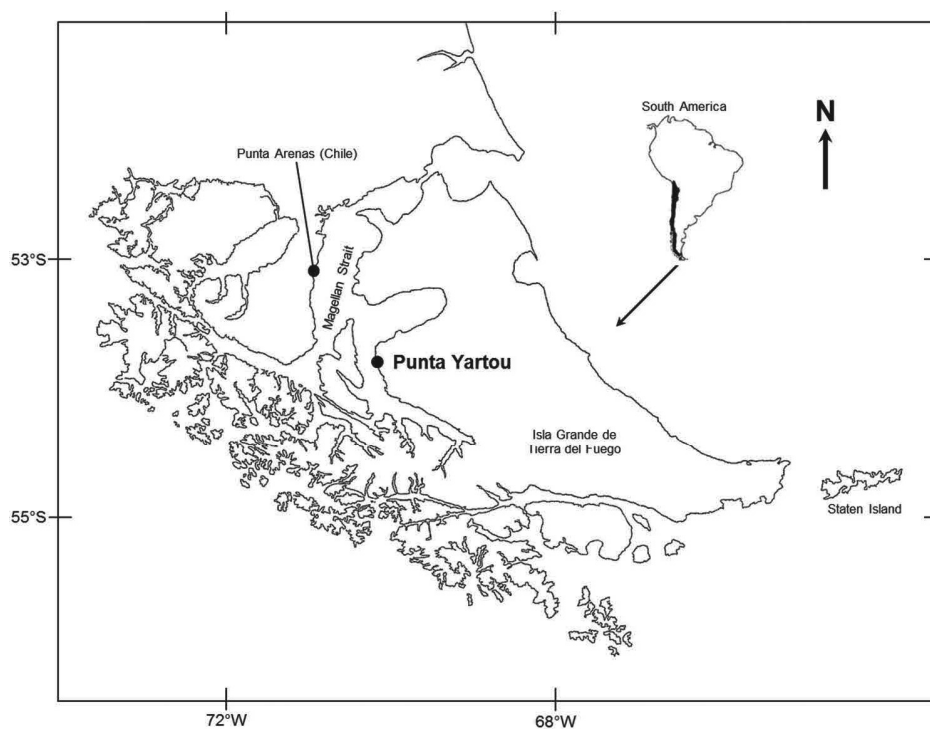 South America
N
Punta Arenas (Chile)
53°S
Magellan Strait
Punta Yartou
Isla Grande de
Tierra del Fuego
Staten Island
55°S
72°W
68°W